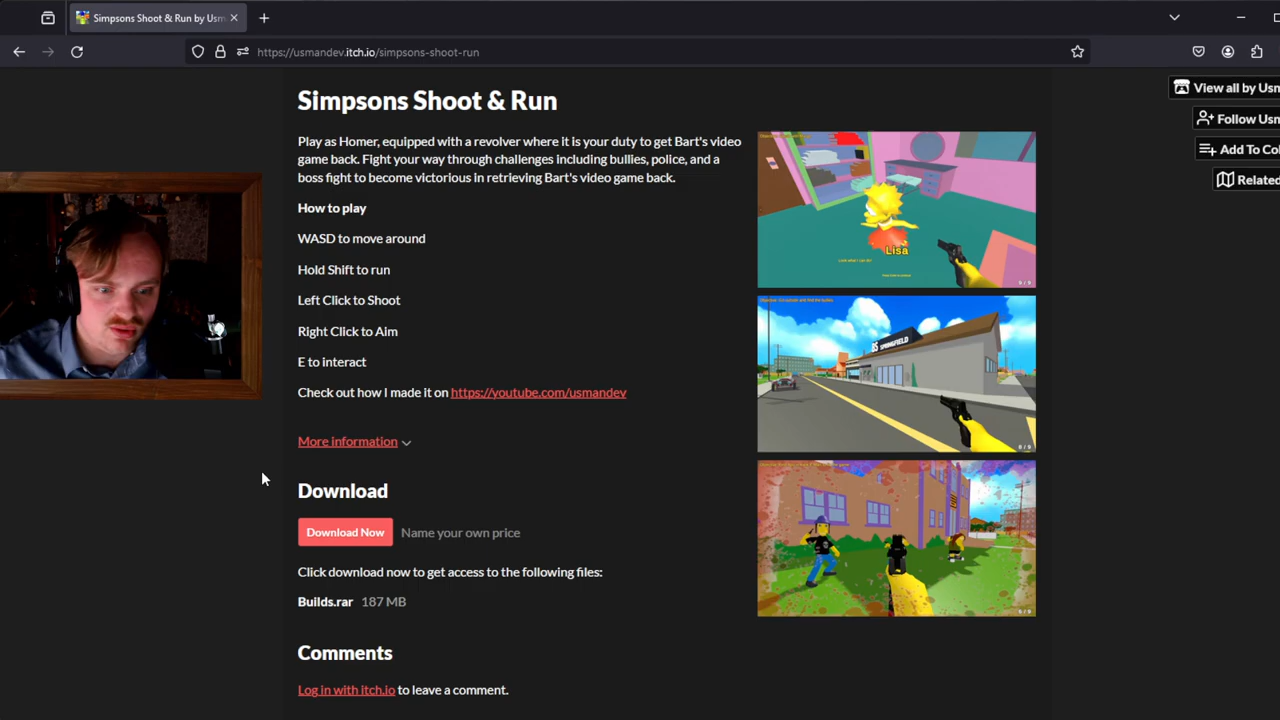 Simpsons Shoot & Run by Usm
https://usmandev.itch.io/simpsons-shoot-run
View all by Usm
Follow Usm
Add To Col
Related
Simpsons Shoot & Run
Play as Homer, equipped with a revolver where it is your duty to get Bart's video
game back. Fight your way through challenges including bullies, police, and a
boss fight to become victorious in retrieving Bart's video game back.
How to play
WASD to move around
Hold Shift to run
Left Click to Shoot
Right Click to Aim
E to interact
Check out how I made it on https://youtube.com/usmandev
More information
Download
Download Now Name your own price
Click download now to get access to the following files:
Builds.rar 187 MB
Comments
Log in with itch.io to leave a comment.
Lisa
SPRINGFIELD